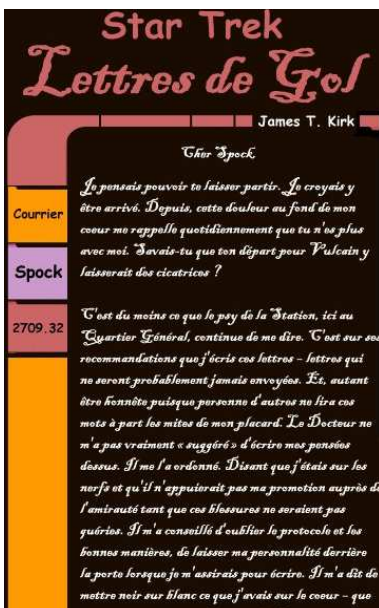 Star Trek
Lettres de Gol
James T. Kirk
Courrier
Spock
2709.32
Cher Spock,
Je pensais pouvoir te laisser partir. Je croyais y
être arrivé. Depuis, cette douleur au fond de mon
coeur me rappelle quotidiennement que tu n'es plus
avec moi. Savais-tu que ton départ pour Vulcain y
laisserait des cicatrices ?
C'est du moins ce que le psy de la Station, ici au
Quartier Général, continue de me dire. C'est sur ses
recommandations que j'écris ces lettres – lettres qui
ne seront probablement jamais envoyées. Et, autant
être honnête puisque personne d'autres ne lira ces
mots à part les mites de mon placard. Le Docteur ne
m'a pas vraiment « suggéré » d'écrire mes pensées
dessus. Il me l'a ordonné. Disant que j'étais sur les
nerfs et qu'il n'appuierait pas ma promotion auprès de
l'amirauté tant que ces blessures ne seraient pas
guéries. Il m'a conseillé d'oublier le protocole et les
bonnes manières, de laisser ma personnalité derrière
la porte lorsque je m'assirais pour écrire. Il m'a dit de
mettre noir sur blanc ce que j'avais sur le coeur – que